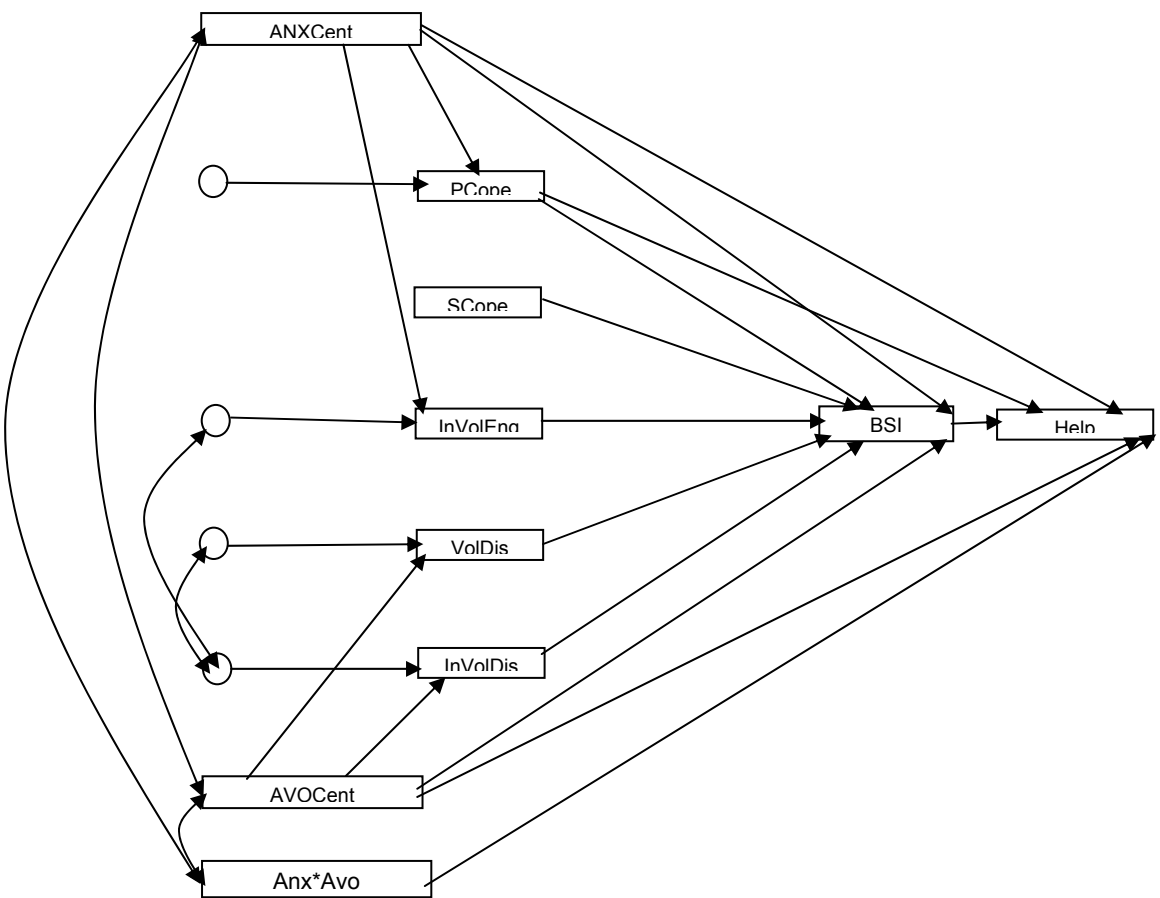 ANXCent
PCope
SCope
InVolEng
BSI
Help
VolDis
InVolDis
AVOCent
Anx*Avo